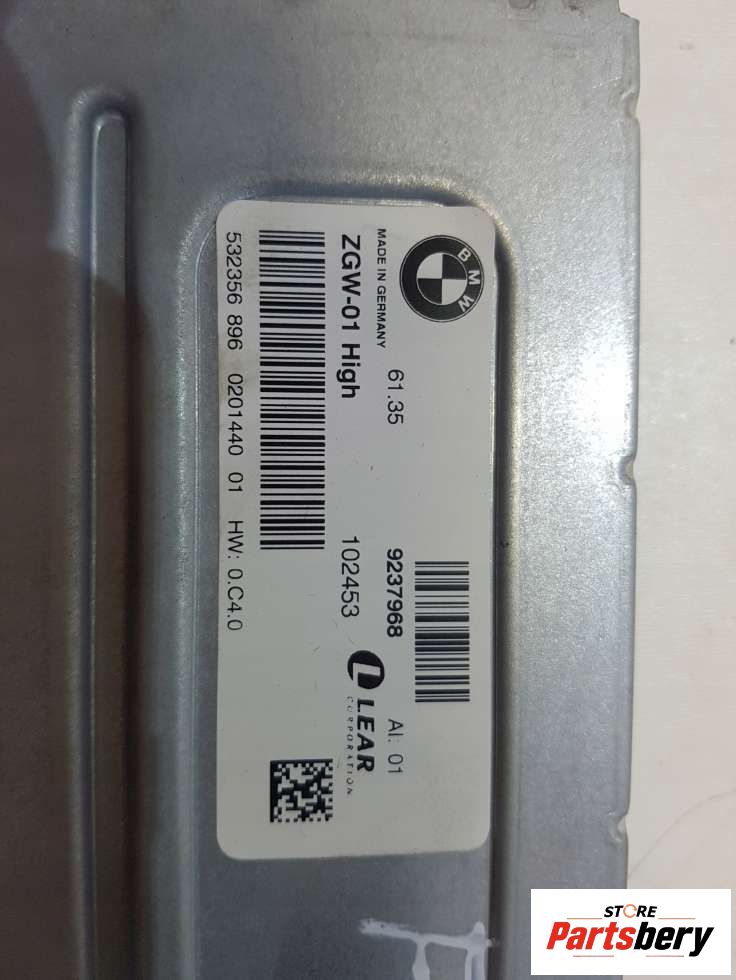 BMW
61.35 9237968 AI: 01
MADE IN GERMANY
ZGW-01 High 102453
LEAR
CORPORATION
532356 896 0201440 01 HW: 0.C4.0
STORE
Partsbery